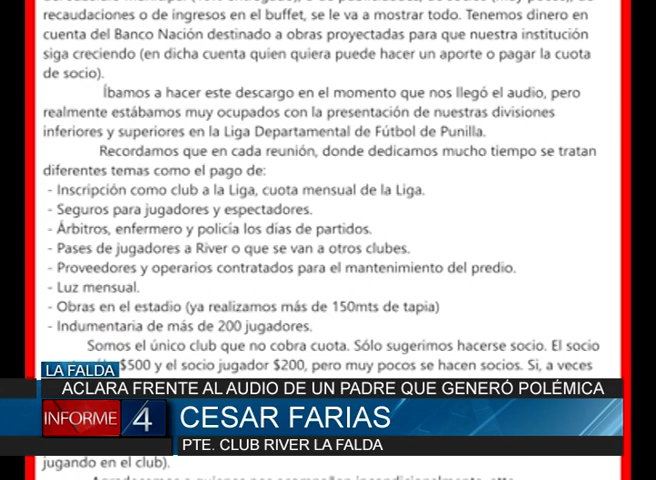 recaudaciones o de ingresos en el buffet, se le va a mostrar todo. Tenemos dinero en
cuenta del Banco Nación destinado a obras proyectadas para que nuestra institución
siga creciendo (en dicha cuenta quien quiera puede hacer un aporte o pagar la cuota
de socio).
Íbamos a hacer este descargo en el momento que nos llegó el audio, pero
realmente estábamos muy ocupados con la presentación de nuestras divisiones
inferiores y superiores en la Liga Departamental de Fútbol de Punilla.
Recordamos que en cada reunión, donde dedicamos mucho tiempo se tratan
diferentes temas como el pago de:
- Inscripción como club a la Liga, cuota mensual de la Liga.
- Seguros para jugadores y espectadores.
- Árbitros, enfermero y policía los días de partidos.
- Pases de jugadores a River o que se van a otros clubes.
- Proveedores y operarios contratados para el mantenimiento del predio.
- Luz mensual.
- Obras en el estadio (ya realizamos más de 150mts de tapia)
- Indumentaria de más de 200 jugadores.
Somos el único club que no cobra cuota. Sólo sugerimos hacerse socio. El socio
$500 y el socio jugador $200, pero muy pocos se hacen socios. Si, a veces
LA FALDA
ACLARA FRENTE AL AUDIO DE UN PADRE QUE GENERÓ POLÉMICA
INFORME 4
CESAR FARIAS
PTE. CLUB RIVER LA FALDA
jugando en el club).